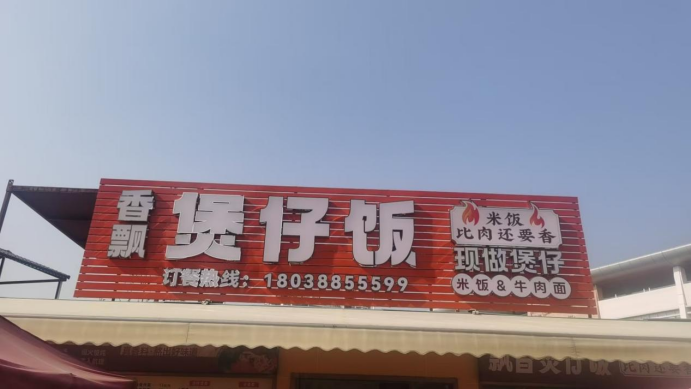 香飘
煲仔饭
订餐热线：18038855599
米饭
比肉还要香
现做煲仔
米饭&牛肉面